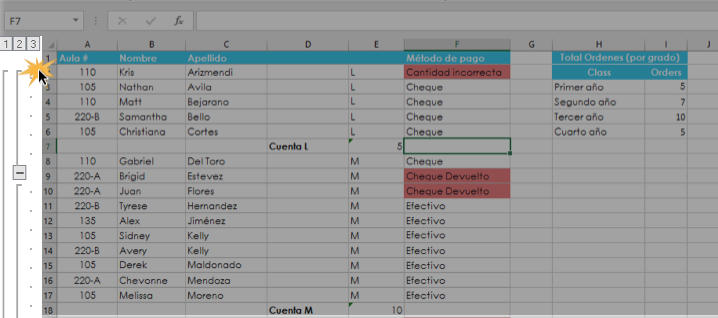 F7
1 2 3 A B C D E F G H I J
1 Aula # Nombre Apellido Método de pago Total Ordenes (por grado)
110 Kris Arizmendi L Cantidad incorrecta Class Orders
3 105 Nathan Avila L Cheque Primer año 5
4 110 Matt Bejarano L Cheque Segundo año 7
5 220-B Samantha Bello L Cheque Tercer año 10
6 105 Christiana Cortes L Cheque Cuarto año 5
7 Cuenta L 5
8 110 Gabriel Del Toro M Cheque
9 220-A Brigid Estevez M Cheque Devuelto
10 220-A Juan Flores M Cheque Devuelto
11 220-B Tyrese Hernandez M Efectivo
12 135 Alex Jiménez M Efectivo
13 105 Sidney Kelly M Efectivo
14 220-B Avery Kelly M Efectivo
15 105 Derek Maldonado M Efectivo
16 220-A Chevonne Mendoza M Efectivo
17 105 Melissa Moreno M Efectivo
18 Cuenta M 10